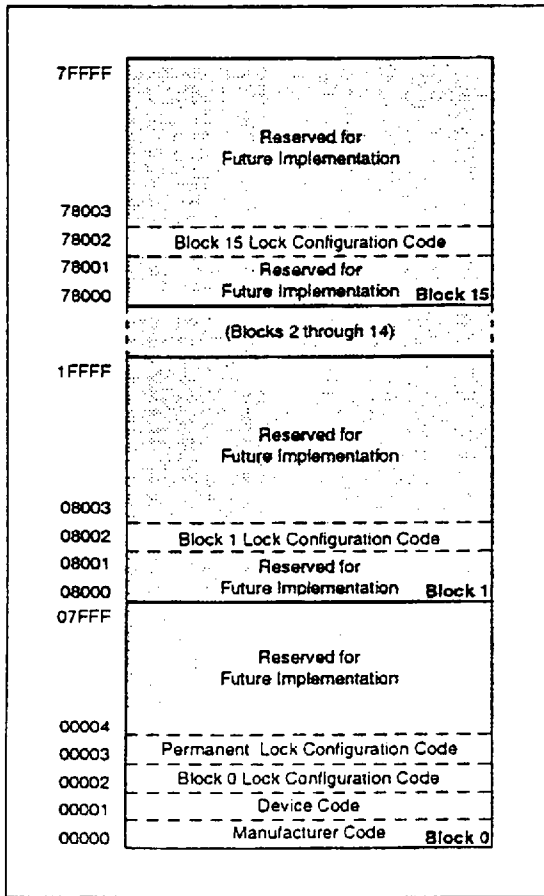 7FFFF
Reserved for
Future Implementation
78003
78002 Block 15 Lock Configuration Code
78001 Reserved for
78000 Future Implementation Block 15
(Blocks 2 through 14)
1FFFF
Reserved for
Future Implementation
08003
08002 Block 1 Lock Configuration Code
08001 Reserved for
08000 Future Implementation Block 1
07FFF
Reserved for
Future Implementation
00004
00003 Permanent Lock Configuration Code
00002 Block 0 Lock Configuration Code
00001 Device Code
00000 Manufacturer Code Block 0